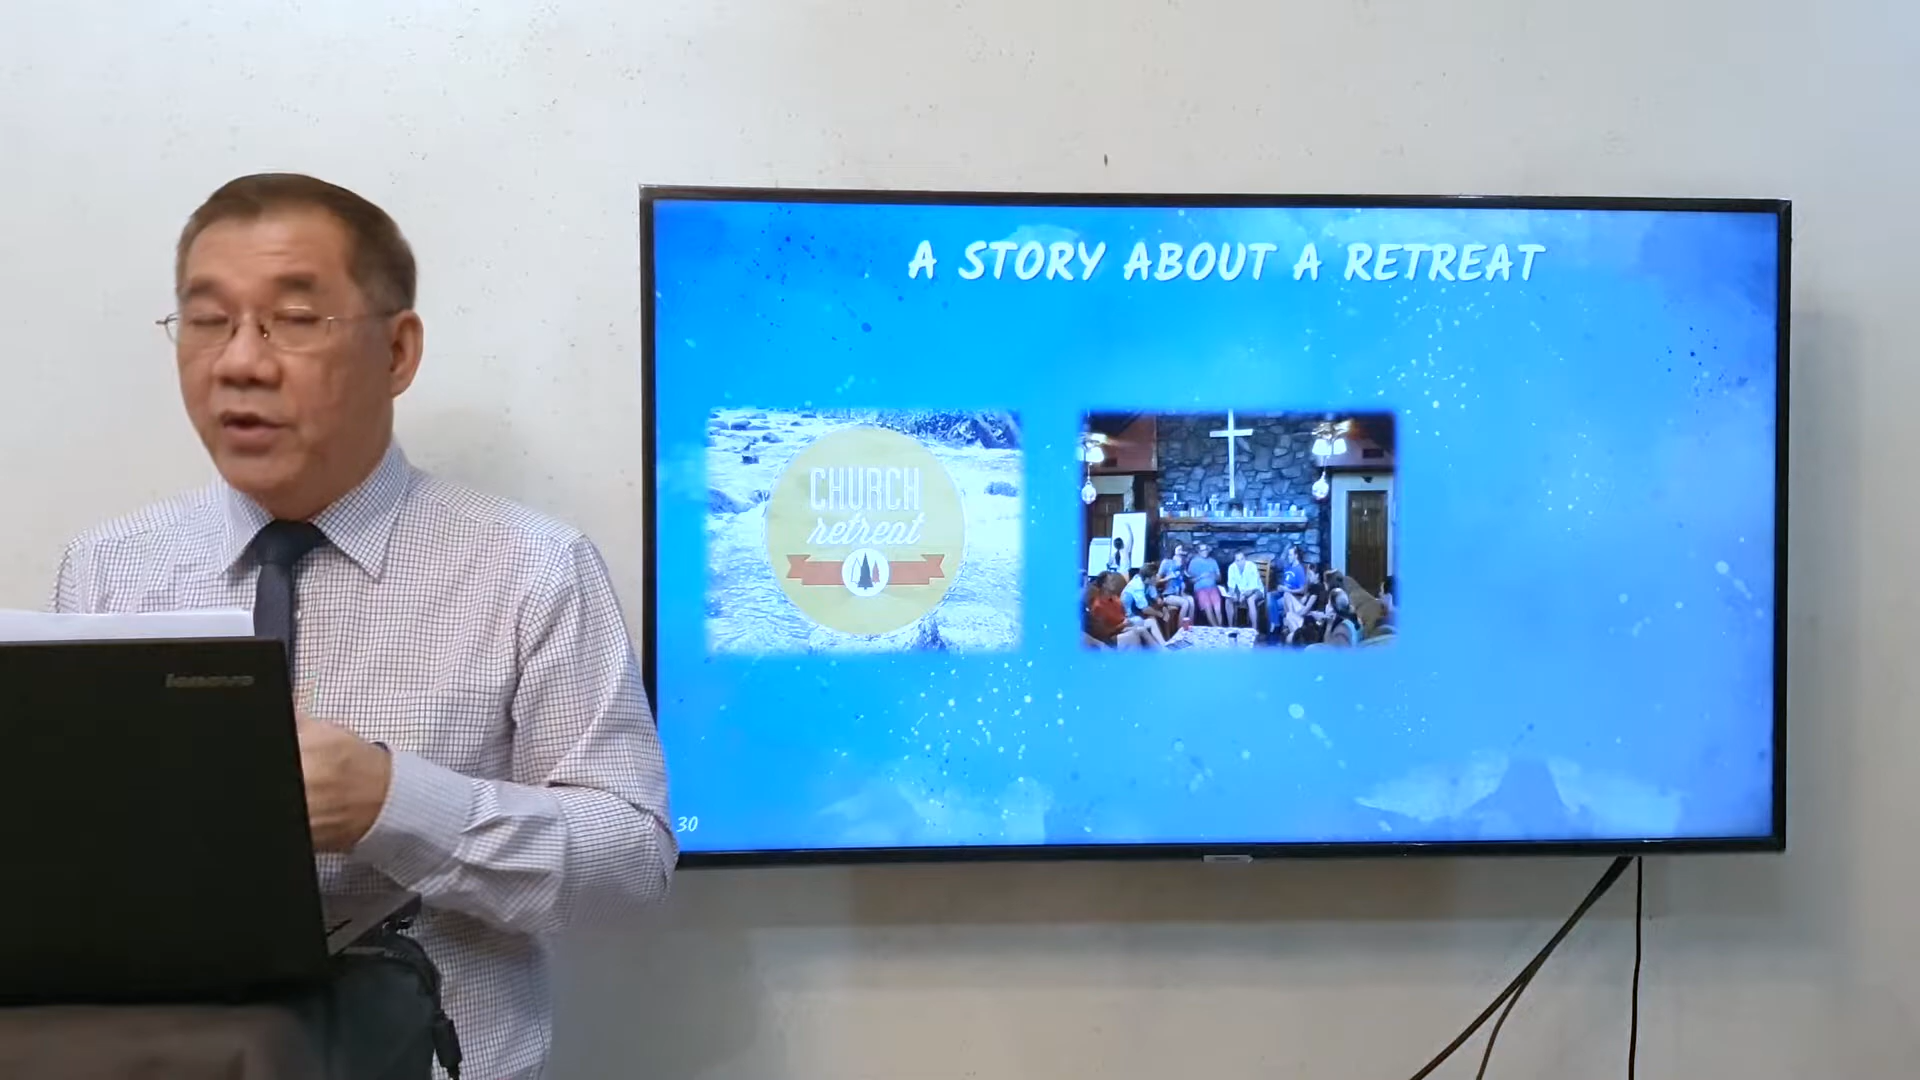 A STORY ABOUT A RETREAT
CHURCH
retreat
30
lenovo